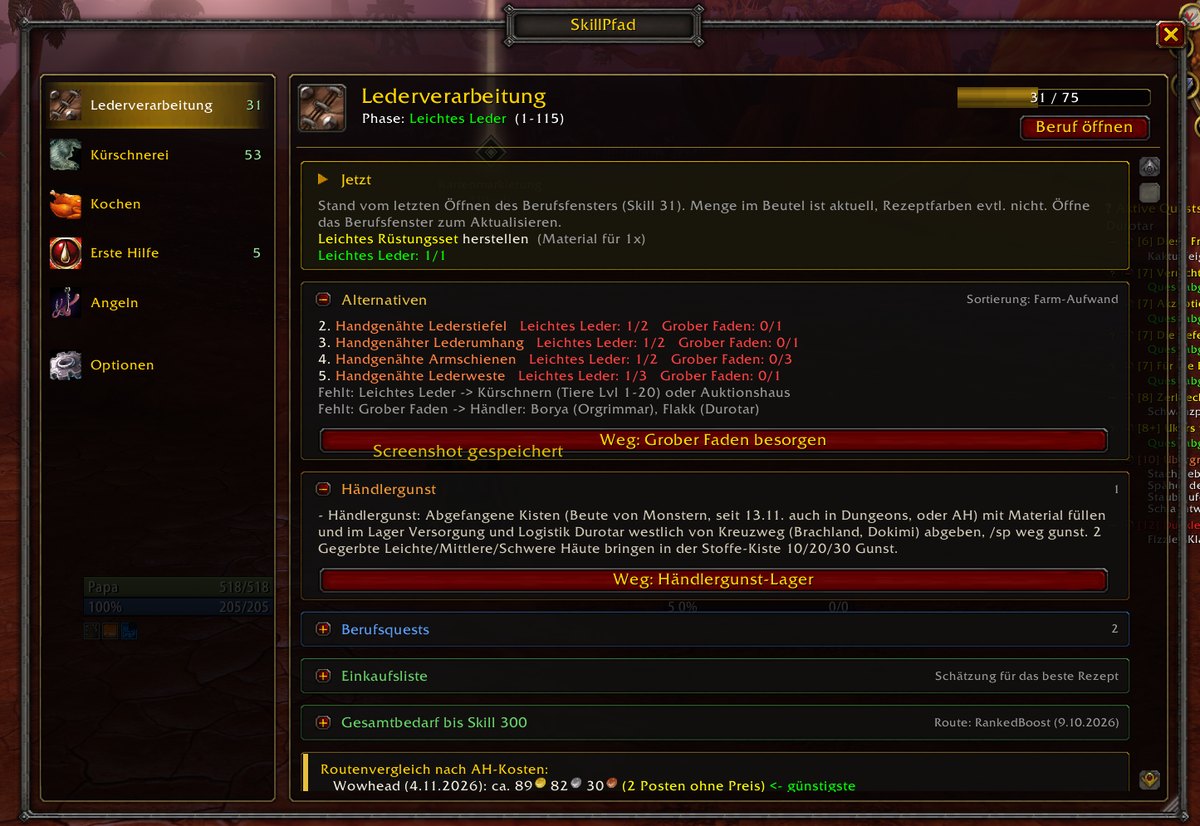 SkillPfad
Lederverarbeitung 31
Kürschnerei 53
Kochen
Erste Hilfe 5
Angeln
Optionen
Lederverarbeitung
Phase: Leichtes Leder (1-115)
31 / 75
Beruf öffnen
Jetzt
Stand vom letzten Öffnen des Berufsfensters (Skill 31). Menge im Beutel ist aktuell, Rezeptfarben evtl. nicht. Öffne
das Berufsfenster zum Aktualisieren.
Leichtes Rüstungsset herstellen (Material für 1x)
Leichtes Leder: 1/1
Alternativen
Sortierung: Farm-Aufwand
2. Handgenähte Lederstiefel Leichtes Leder: 1/2 Grober Faden: 0/1
3. Handgenähter Lederumhang Leichtes Leder: 1/2 Grober Faden: 0/1
4. Handgenähte Armschienen Leichtes Leder: 1/2 Grober Faden: 0/3
5. Handgenähte Lederweste Leichtes Leder: 1/3 Grober Faden: 0/1
Fehlt: Leichtes Leder -> Kürschnern (Tiere Lvl 1-20) oder Auktionshaus
Fehlt: Grober Faden -> Händler: Borya (Orgrimmar), Flakk (Durotar)
Weg: Grober Faden besorgen
Screenshot gespeichert
Händlergunst
1
- Händlergunst: Abgefangene Kisten (Beute von Monstern, seit 13.11. auch in Dungeons, oder AH) mit Material füllen
und im Lager Versorgung und Logistik Durotar westlich von Kreuzweg (Brachland, Dokimi) abgeben, /sp weg gunst. 2
Gegerbte Leichte/Mittlere/Schwere Häute bringen in der Stoffe-Kiste 10/20/30 Gunst.
Weg: Händlergunst-Lager
Papa 518/518
100% 205/205
5.0% 0/0
Berufsquests
2
Einkaufsliste
Schätzung für das beste Rezept
Gesamtbedarf bis Skill 300
Route: RankedBoost (9.10.2026)
Routenvergleich nach AH-Kosten:
Wowhead (4.11.2026): ca. 89 82 30 (2 Posten ohne Preis) <- günstigste
Durotar